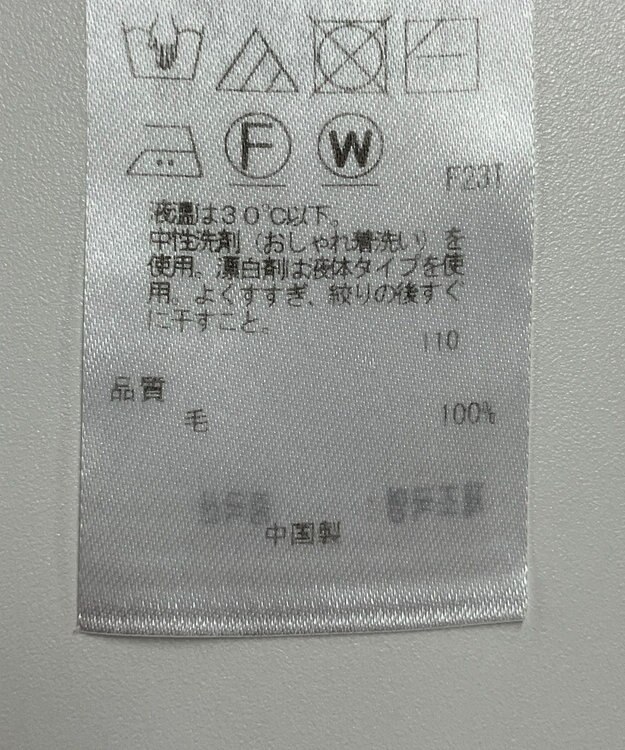 F W
F23T
液温は30℃以下。
中性洗剤(おしゃれ着洗い)を
使用。漂白剤は液体タイプを使
用。よくすすぎ、絞りの後すぐ
に干すこと。
110
品質
毛 100%
中国製